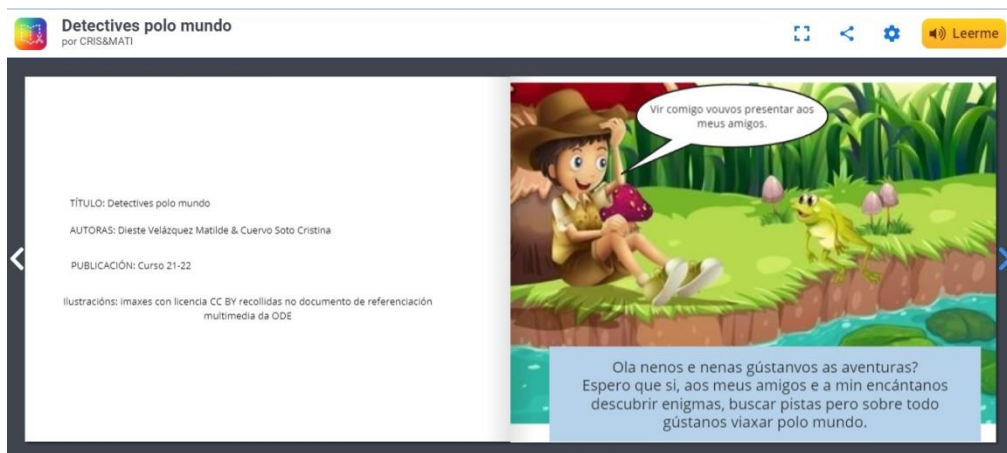 Detectives polo mundo
por CRIS&MATI
Leerme
TÍTULO: Detectives polo mundo
AUTORAS: Dieste Velázquez Matilde & Cuervo Soto Cristina
PUBLICACIÓN: Curso 21-22
Ilustracións: imaxes con licencia CC BY recollidas no documento de referenciación
multimedia da ODE
Vir comigo vouvos presentar aos
meus amigos.
Ola nenos e nenas gústanvos as aventuras?
Espero que si, aos meus amigos e a min encántanos
descubrir enigmas, buscar pistas pero sobre todo
gústanos viaxar polo mundo.